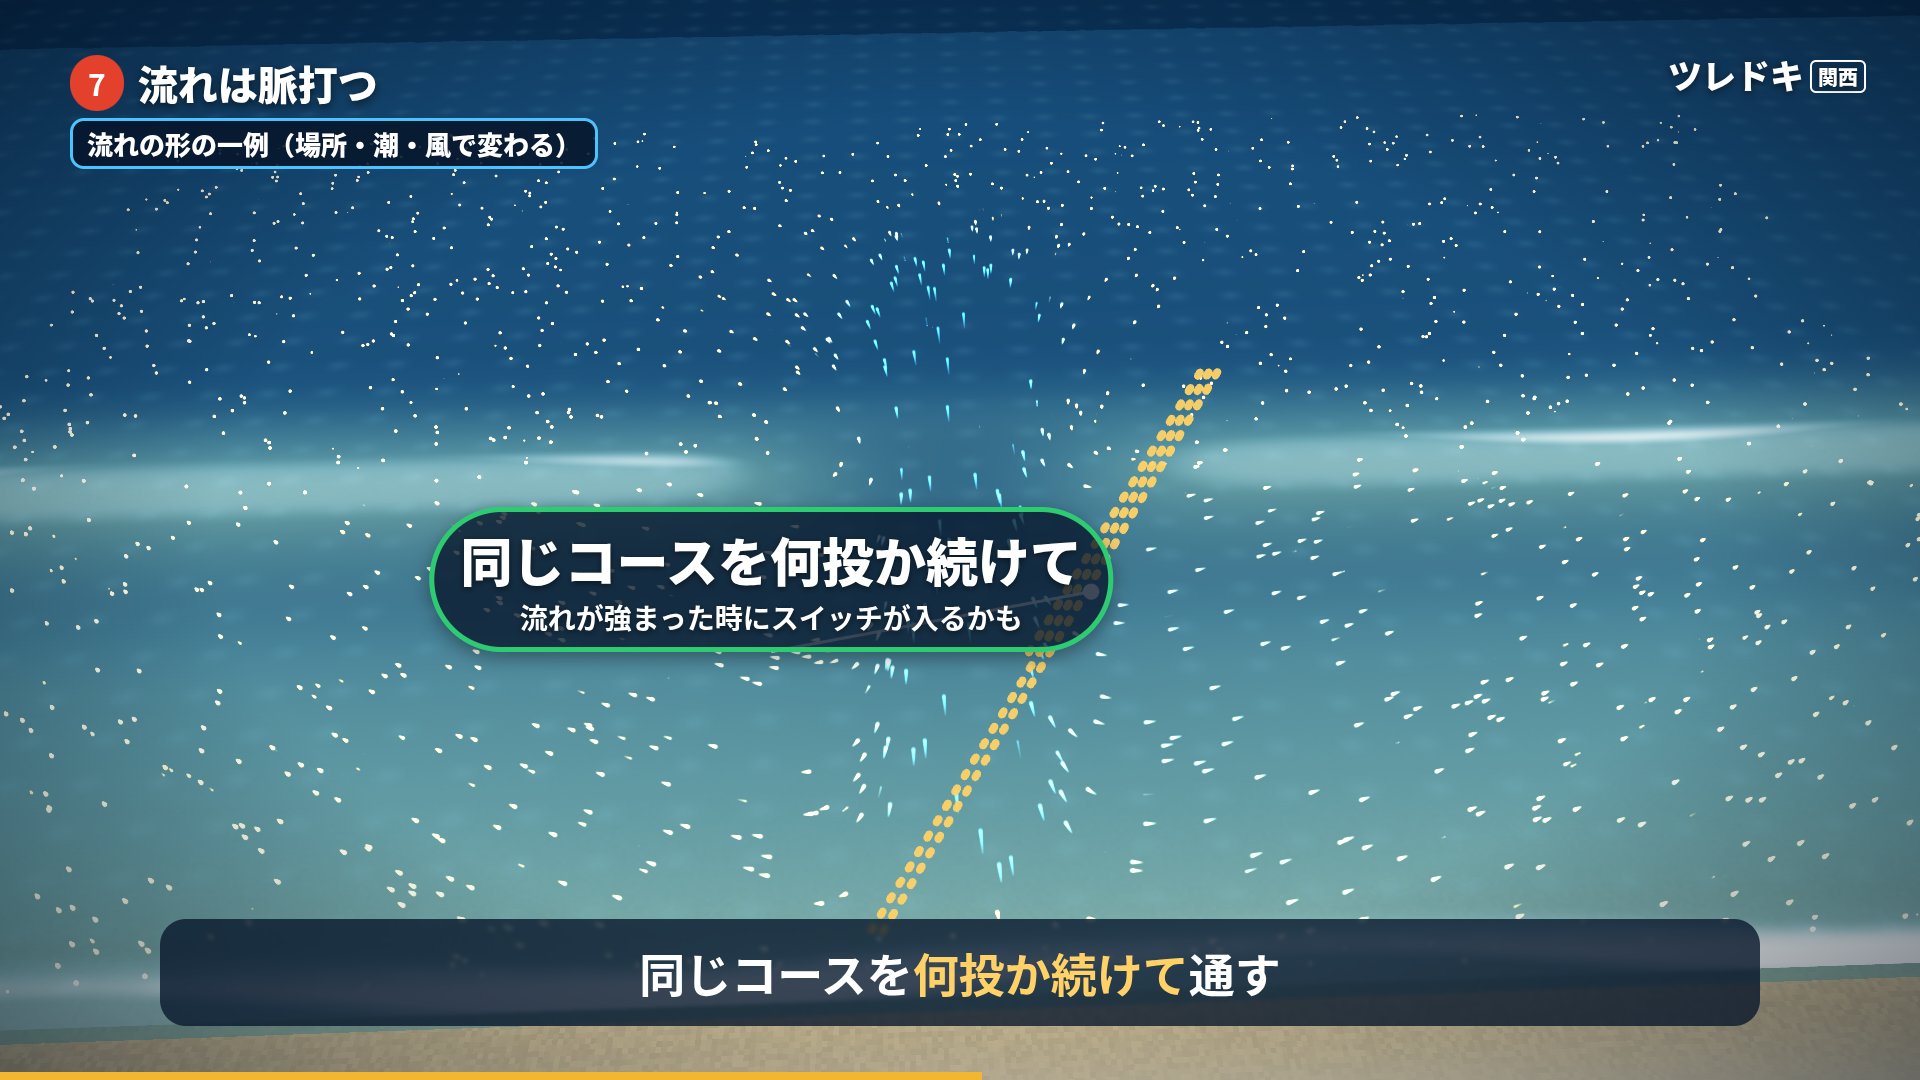 7 流れは脈打つ
ツレドキ 関西
流れの形の一例（場所・潮・風で変わる）
同じコースを何投か続けて
流れが強まった時にスイッチが入るかも
同じコースを何投か続けて通す